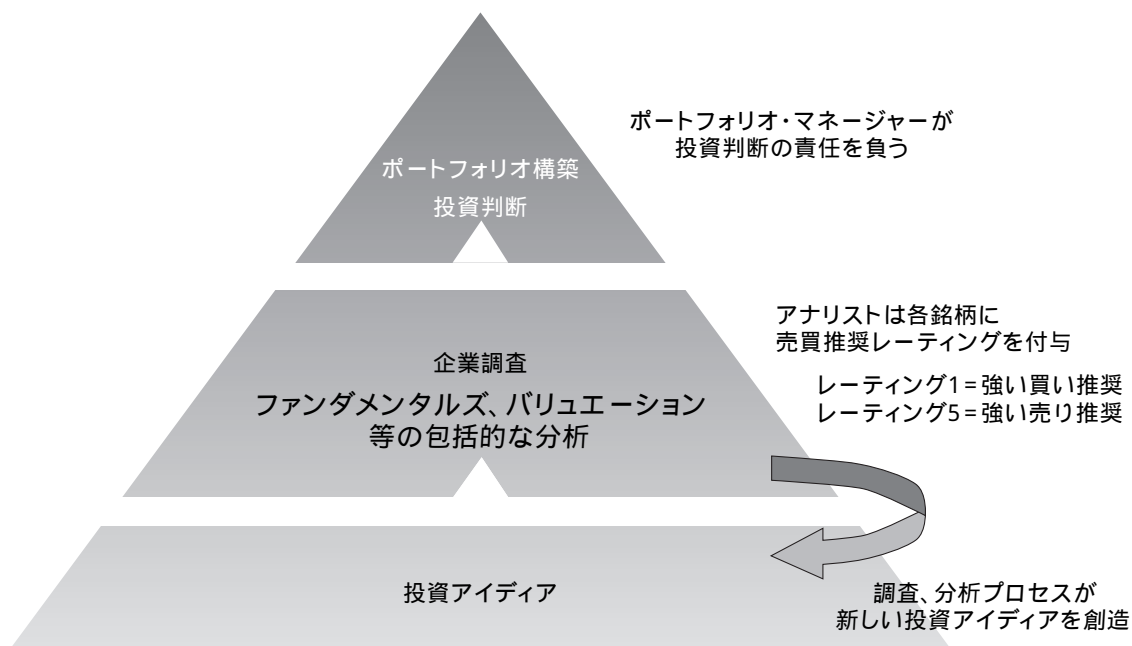 ポートフォリオ・マネージャーが
投資判断の責任を負う
ポートフォリオ構築
投資判断
アナリストは各銘柄に
売買推奨レーティングを付与
レーティング1=強い買い推奨
レーティング5=強い売り推奨
企業調査
ファンダメンタルズ、バリュエーション
等の包括的な分析
投資アイディア
調査、分析プロセスが
新しい投資アイディアを創造